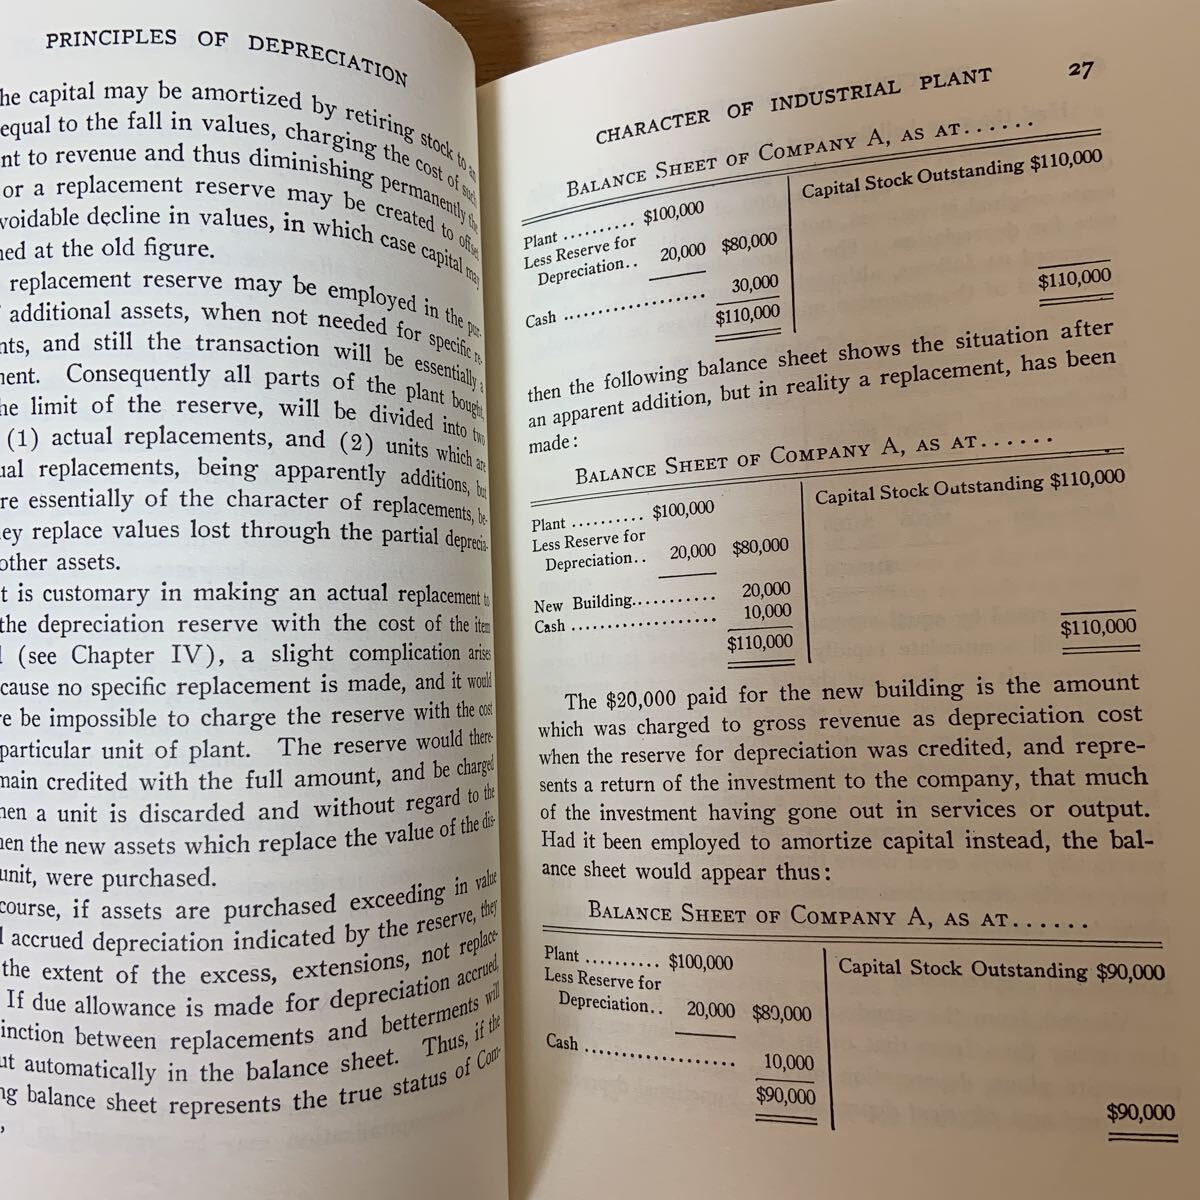 PRINCIPLES OF DEPRECIATION
he capital may be amortized by retiring stock to an
equal to the fall in values, charging the cost of such
nt to revenue and thus diminishing permanently the
or a replacement reserve may be created to offset
voidable decline in values, in which case capital may
ned at the old figure.
replacement reserve may be employed in the pur-
additional assets, when not needed for specific re-
nts, and still the transaction will be essentially a
nent. Consequently all parts of the plant bought,
he limit of the reserve, will be divided into two
(1) actual replacements, and (2) units which are
ual replacements, being apparently additions, but
re essentially of the character of replacements, be-
ey replace values lost through the partial deprecia-
other assets.
t is customary in making an actual replacement to
the depreciation reserve with the cost of the item
(see Chapter IV), a slight complication arises
cause no specific replacement is made, and it would
re be impossible to charge the reserve with the cost
particular unit of plant. The reserve would there-
main credited with the full amount, and be charged
hen a unit is discarded and without regard to the
hen the new assets which replace the value of the dis-
unit, were purchased.
course, if assets are purchased exceeding in value
l accrued depreciation indicated by the reserve, they
the extent of the excess, extensions, not replace-
If due allowance is made for depreciation accrued,
inction between replacements and betterments will
ut automatically in the balance sheet. Thus, if the
ng balance sheet represents the true status of Com-
,
CHARACTER OF INDUSTRIAL PLANT 27
BALANCE SHEET OF COMPANY A, AS AT......
Plant .......... $100,000
Less Reserve for
Depreciation.. 20,000 $80,000
Cash .................... 30,000
$110,000
Capital Stock Outstanding $110,000
$110,000
then the following balance sheet shows the situation after
an apparent addition, but in reality a replacement, has been
made:
BALANCE SHEET OF COMPANY A, AS AT......
Plant .......... $100,000
Less Reserve for
Depreciation.. 20,000 $80,000
New Building........... 20,000
Cash .................... 10,000
$110,000
Capital Stock Outstanding $110,000
$110,000
The $20,000 paid for the new building is the amount
which was charged to gross revenue as depreciation cost
when the reserve for depreciation was credited, and repre-
sents a return of the investment to the company, that much
of the investment having gone out in services or output.
Had it been employed to amortize capital instead, the bal-
ance sheet would appear thus:
BALANCE SHEET OF COMPANY A, AS AT......
Plant .......... $100,000
Less Reserve for
Depreciation.. 20,000 $80,000
Cash .................... 10,000
$90,000
Capital Stock Outstanding $90,000
$90,000